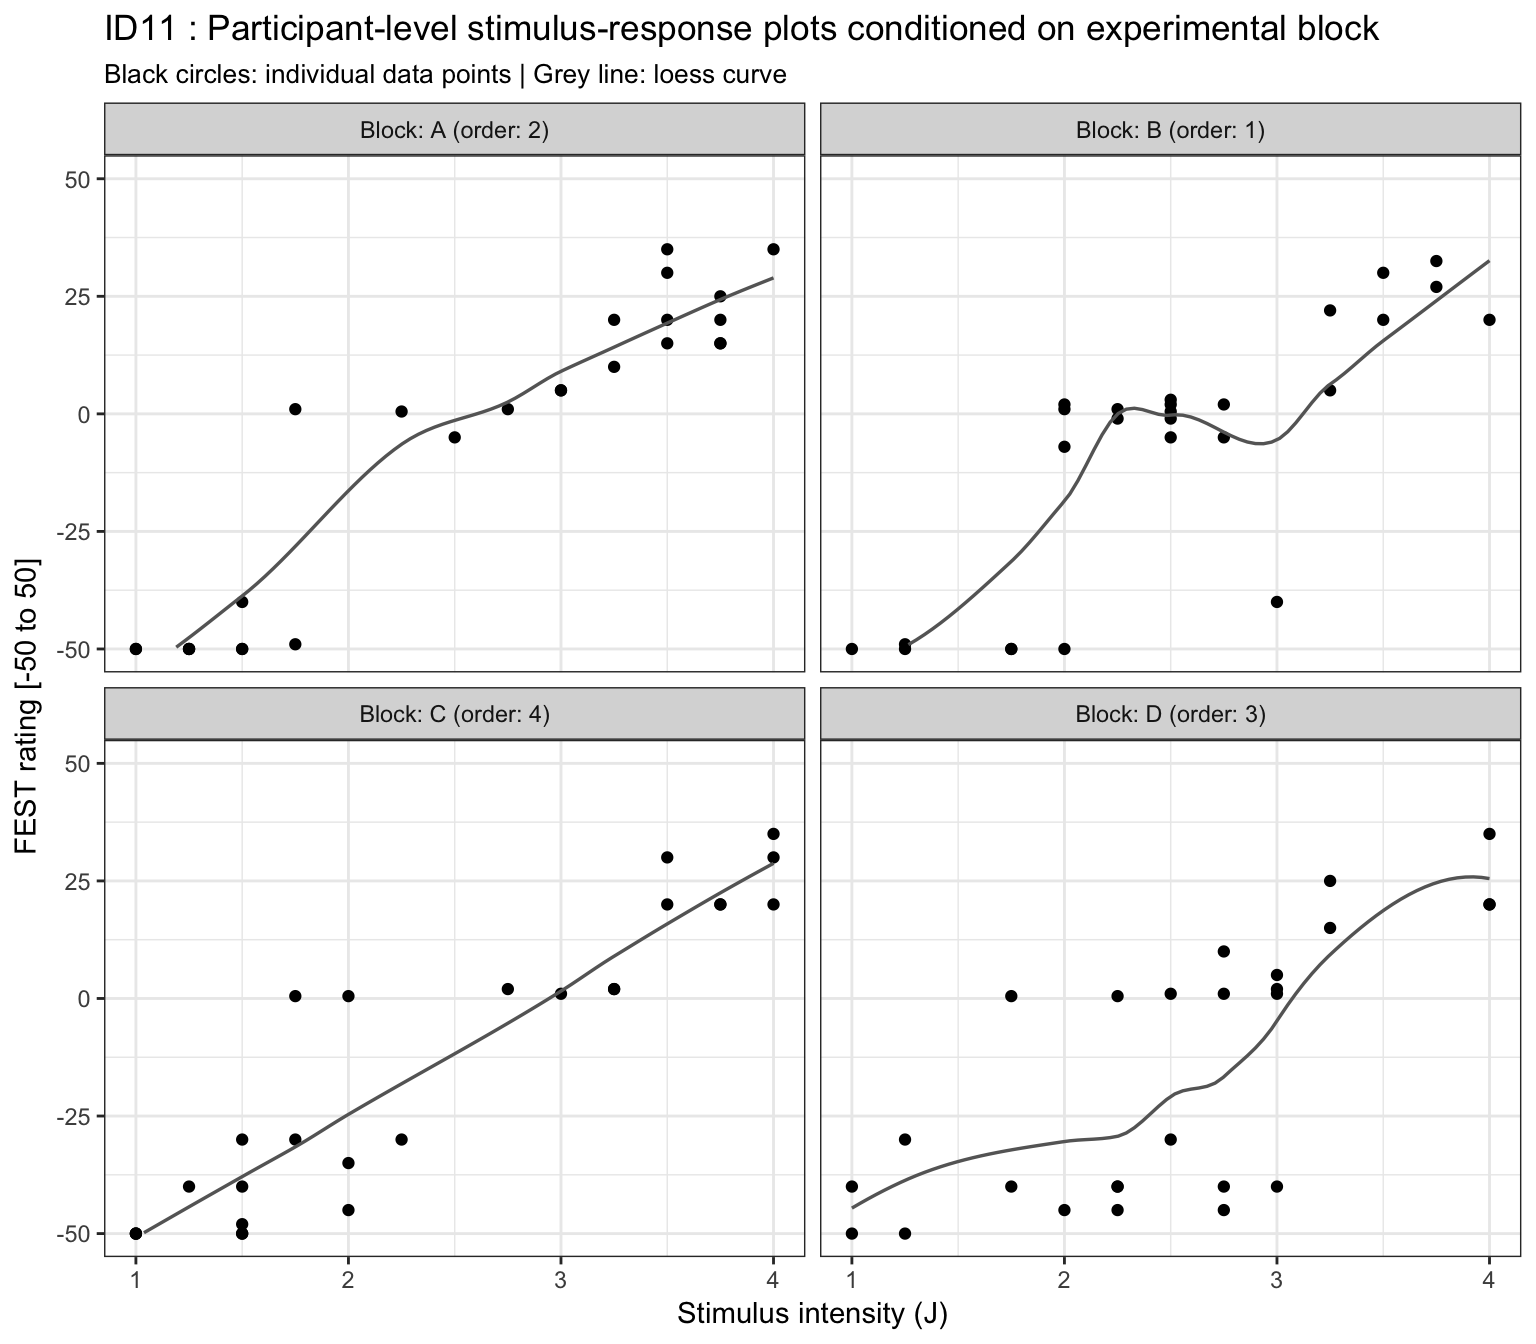 ID11 : Participant-level stimulus-response plots conditioned on experimental block
Black circles: individual data points | Grey line: loess curve
Block: A (order: 2)
Block: B (order: 1)
50
25
0
-25
-50
Block: C (order: 4)
Block: D (order: 3)
50
25
0
-25
-50
FEST rating [-50 to 50]
1 2 3 4
1 2 3 4
Stimulus intensity (J)